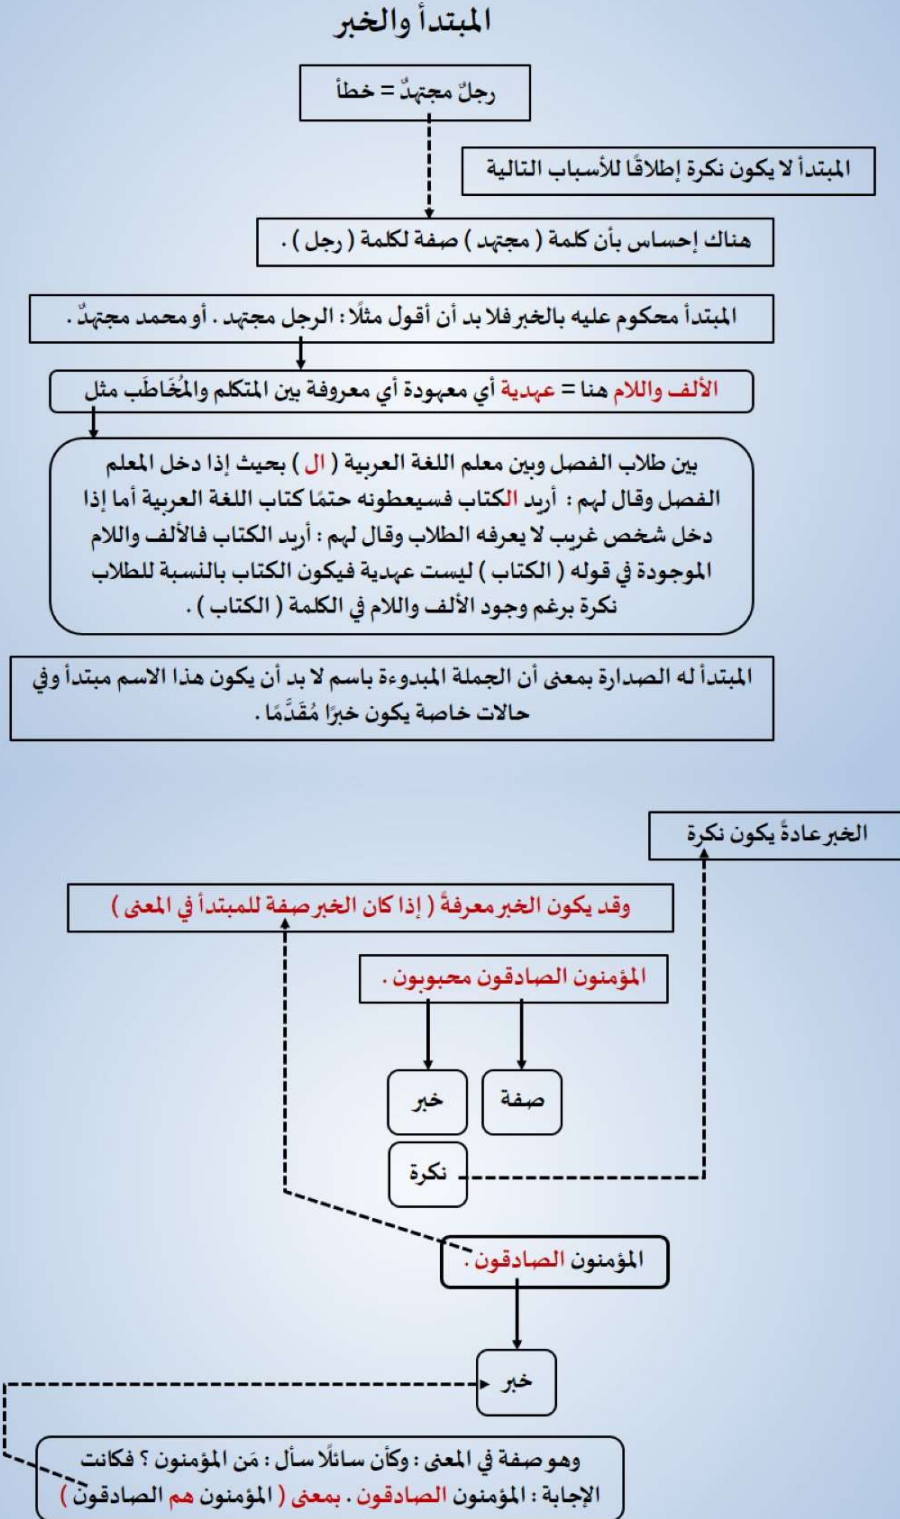 المبتدأ والخبر
رجلٌ مجتهدٌ = خطأ
المبتدأ لا يكون نكرة إطلاقًا للأسباب التالية
هناك إحساس بأن كلمة ( مجتهد ) صفة لكلمة ( رجل ) .
المبتدأ محكوم عليه بالخبر فلا بد أن أقول مثلًا : الرجل مجتهد . أو محمد مجتهدٌ .
الألف واللام هنا = عهدية أي معهودة أي معروفة بين المتكلم والمُخَاطَب مثل
بين طلاب الفصل وبين معلم اللغة العربية ( ال ) بحيث إذا دخل المعلم
الفصل وقال لهم : أريد الكتاب فسيعطونه حتمًا كتاب اللغة العربية أما إذا
دخل شخص غريب لا يعرفه الطلاب وقال لهم : أريد الكتاب فالألف واللام
الموجودة في قوله ( الكتاب ) ليست عهدية فيكون الكتاب بالنسبة للطلاب
نكرة برغم وجود الألف واللام في الكلمة ( الكتاب ) .
المبتدأ له الصدارة بمعنى أن الجملة المبدوءة باسم لا بد أن يكون هذا الاسم مبتدأ وفي
حالات خاصة يكون خبرًا مُقَدَّمًا .
الخبر عادةً يكون نكرة
وقد يكون الخبر معرفةً ( إذا كان الخبر صفة للمبتدأ في المعنى )
المؤمنون الصادقون محبوبون .
صفة
خبر
نكرة
المؤمنون الصادقون .
خبر
وهو صفة في المعنى : وكأن سائلًا سأل : مَن المؤمنون ؟ فكانت
الإجابة : المؤمنون الصادقون . بمعنى ( المؤمنون هم الصادقون )